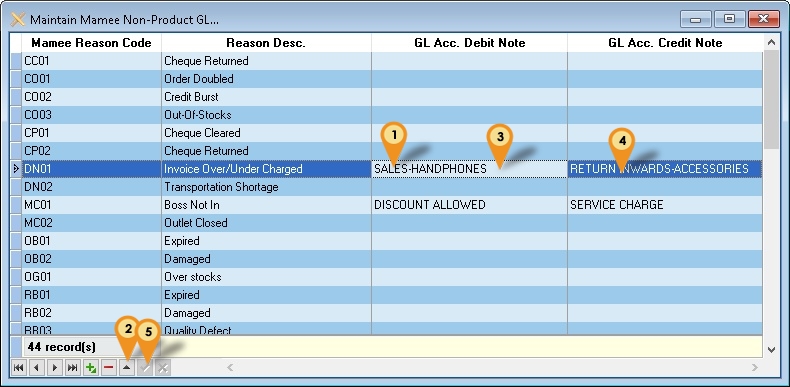 Maintain Mamee Non-Product GL...
Mamee Reason Code Reason Desc. GL Acc. Debit Note GL Acc. Credit Note
CC01 Cheque Returned
CO01 Order Doubled
CO02 Credit Burst
CO03 Out-Of-Stocks
CP01 Cheque Cleared
CP02 Cheque Returned
1 3 4
DN01 Invoice Over/Under Charged SALES-HANDPHONES RETURN INWARDS-ACCESSORIES
DN02 Transportation Shortage
MC01 Boss Not In DISCOUNT ALLOWED SERVICE CHARGE
MC02 Outlet Closed
OB01 Expired
OB02 Damaged
OG01 Over stocks
RB01 Expired
RB02 Damaged
RB03 Quality Defect
2 5
44 record(s)